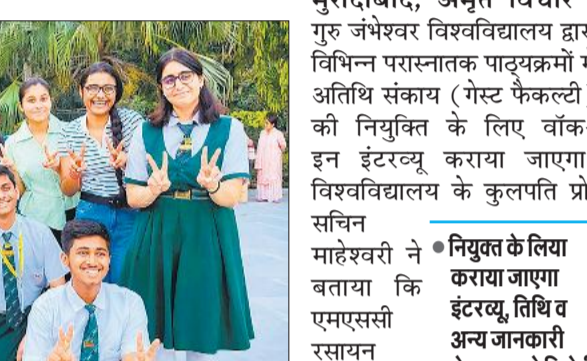 मुरादाबाद, अमृत विचार
गुरु जंभेश्वर विश्वविद्यालय
विभिन्न परास्नातक पाठ्यक्रमों
अतिथि संकाय (गेस्ट फैकल्टी)
की नियुक्ति के लिए वॉक-
इन इंटरव्यू कराया जाएगा
विश्वविद्यालय के कुलपति प्रो
सचिन
माहेश्वरी ने
बताया कि
एमएससी
रसायन
● नियुक्त के लिया
कराया जाएगा
इंटरव्यू, तिथि व
अन्य जानकारी